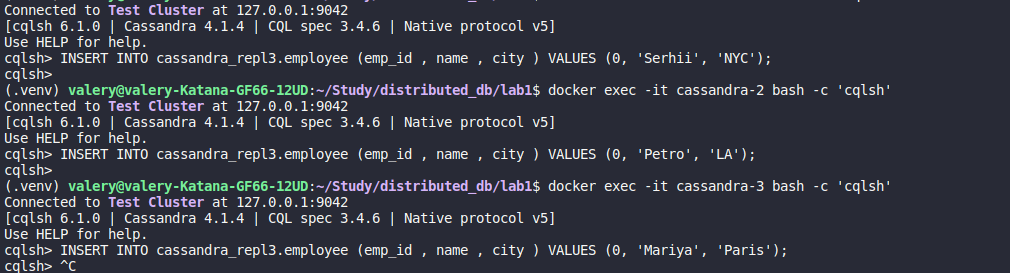 Connected to Test Cluster at 127.0.0.1:9042
[cqlsh 6.1.0 | Cassandra 4.1.4 | CQL spec 3.4.6 | Native protocol v5]
Use HELP for help.
cqlsh> INSERT INTO cassandra_repl3.employee (emp_id , name , city ) VALUES (0, 'Serhii', 'NYC');
cqlsh>
(.venv) valery@valery-Katana-GF66-12UD:~/Study/distributed_db/lab1$ docker exec -it cassandra-2 bash -c 'cqlsh'
Connected to Test Cluster at 127.0.0.1:9042
[cqlsh 6.1.0 | Cassandra 4.1.4 | CQL spec 3.4.6 | Native protocol v5]
Use HELP for help.
cqlsh> INSERT INTO cassandra_repl3.employee (emp_id , name , city ) VALUES (0, 'Petro', 'LA');
cqlsh>
(.venv) valery@valery-Katana-GF66-12UD:~/Study/distributed_db/lab1$ docker exec -it cassandra-3 bash -c 'cqlsh'
Connected to Test Cluster at 127.0.0.1:9042
[cqlsh 6.1.0 | Cassandra 4.1.4 | CQL spec 3.4.6 | Native protocol v5]
Use HELP for help.
cqlsh> INSERT INTO cassandra_repl3.employee (emp_id , name , city ) VALUES (0, 'Mariya', 'Paris');
cqlsh> ^C